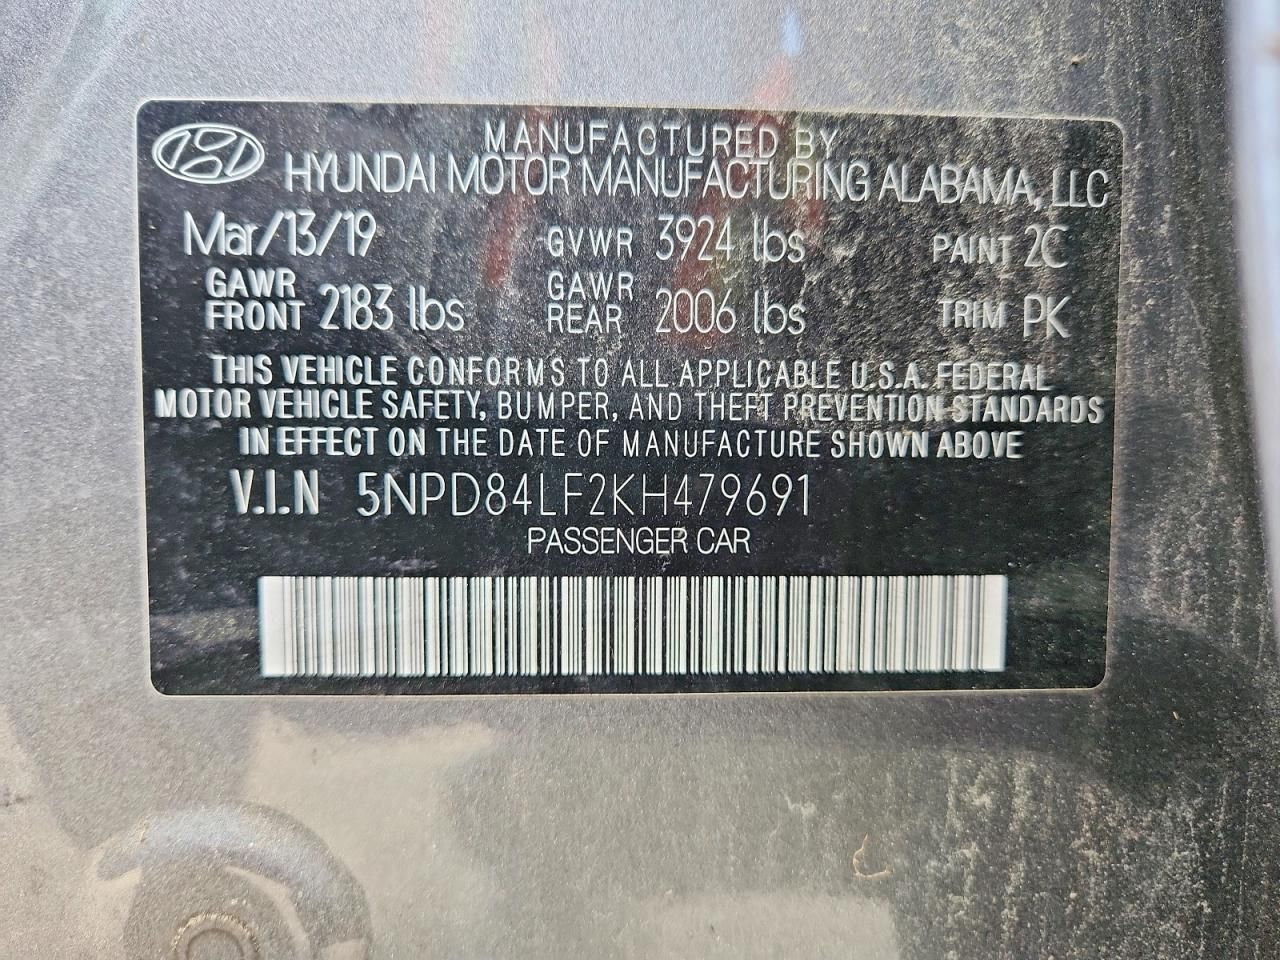 MANUFACTURED BY
HYUNDAI MOTOR MANUFACTURING ALABAMA, LLC
Mar/13/19 GVWR 3924 lbs PAINT 2C
GAWR FRONT 2183 lbs GAWR REAR 2006 lbs TRIM PK
THIS VEHICLE CONFORMS TO ALL APPLICABLE U.S.A. FEDERAL
MOTOR VEHICLE SAFETY, BUMPER, AND THEFT PREVENTION STANDARDS
IN EFFECT ON THE DATE OF MANUFACTURE SHOWN ABOVE
V.I.N 5NPD84LF2KH479691
PASSENGER CAR